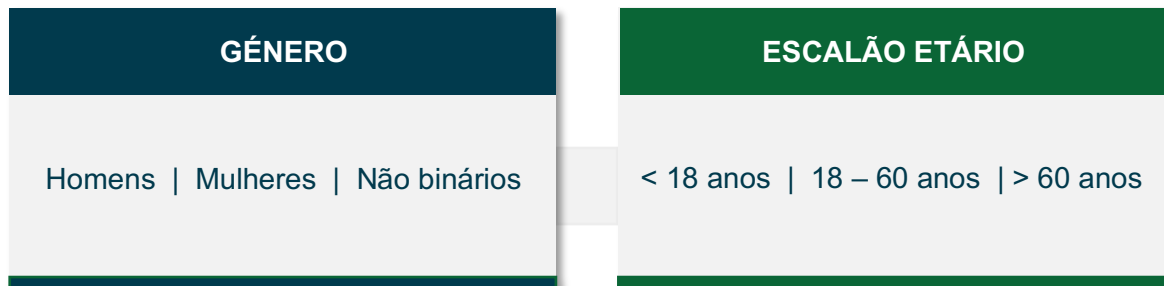 GÉNERO
Homens | Mulheres | Não binários
ESCALÃO ETÁRIO
< 18 anos | 18 – 60 anos | > 60 anos